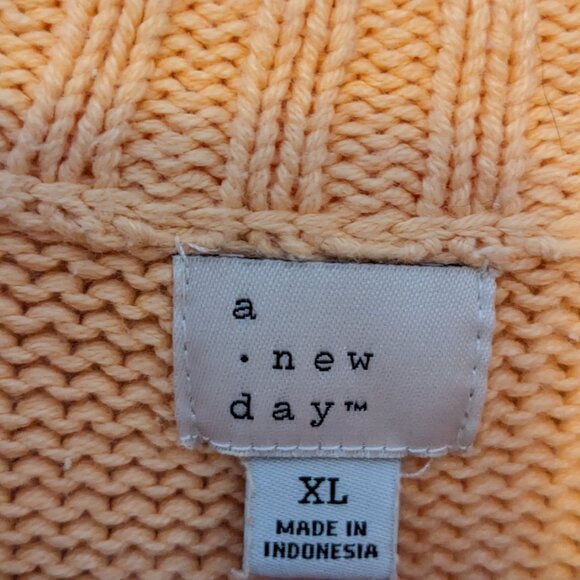 a
· new
day™
XL
MADE IN
INDONESIA